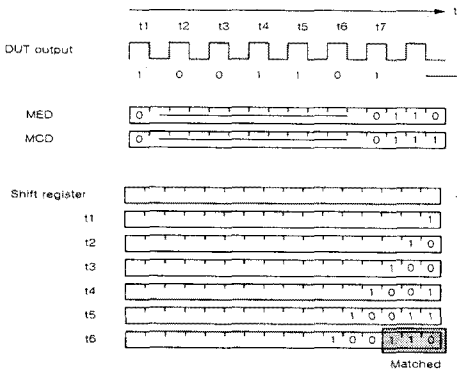 t
t1 t2 t3 t4 t5 t6 t7
DUT output
1 0 0 1 1 0 1
MED 0 0 1 1 0
MCD 0 0 1 1 1
Shift register
t1 1
t2 1 0
t3 1 0 0
t4 1 0 0 1
t5 1 0 0 1 1
t6 1 0 0 1 1 0
Matched